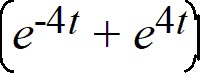 (e^{-4t} + e^{4t})